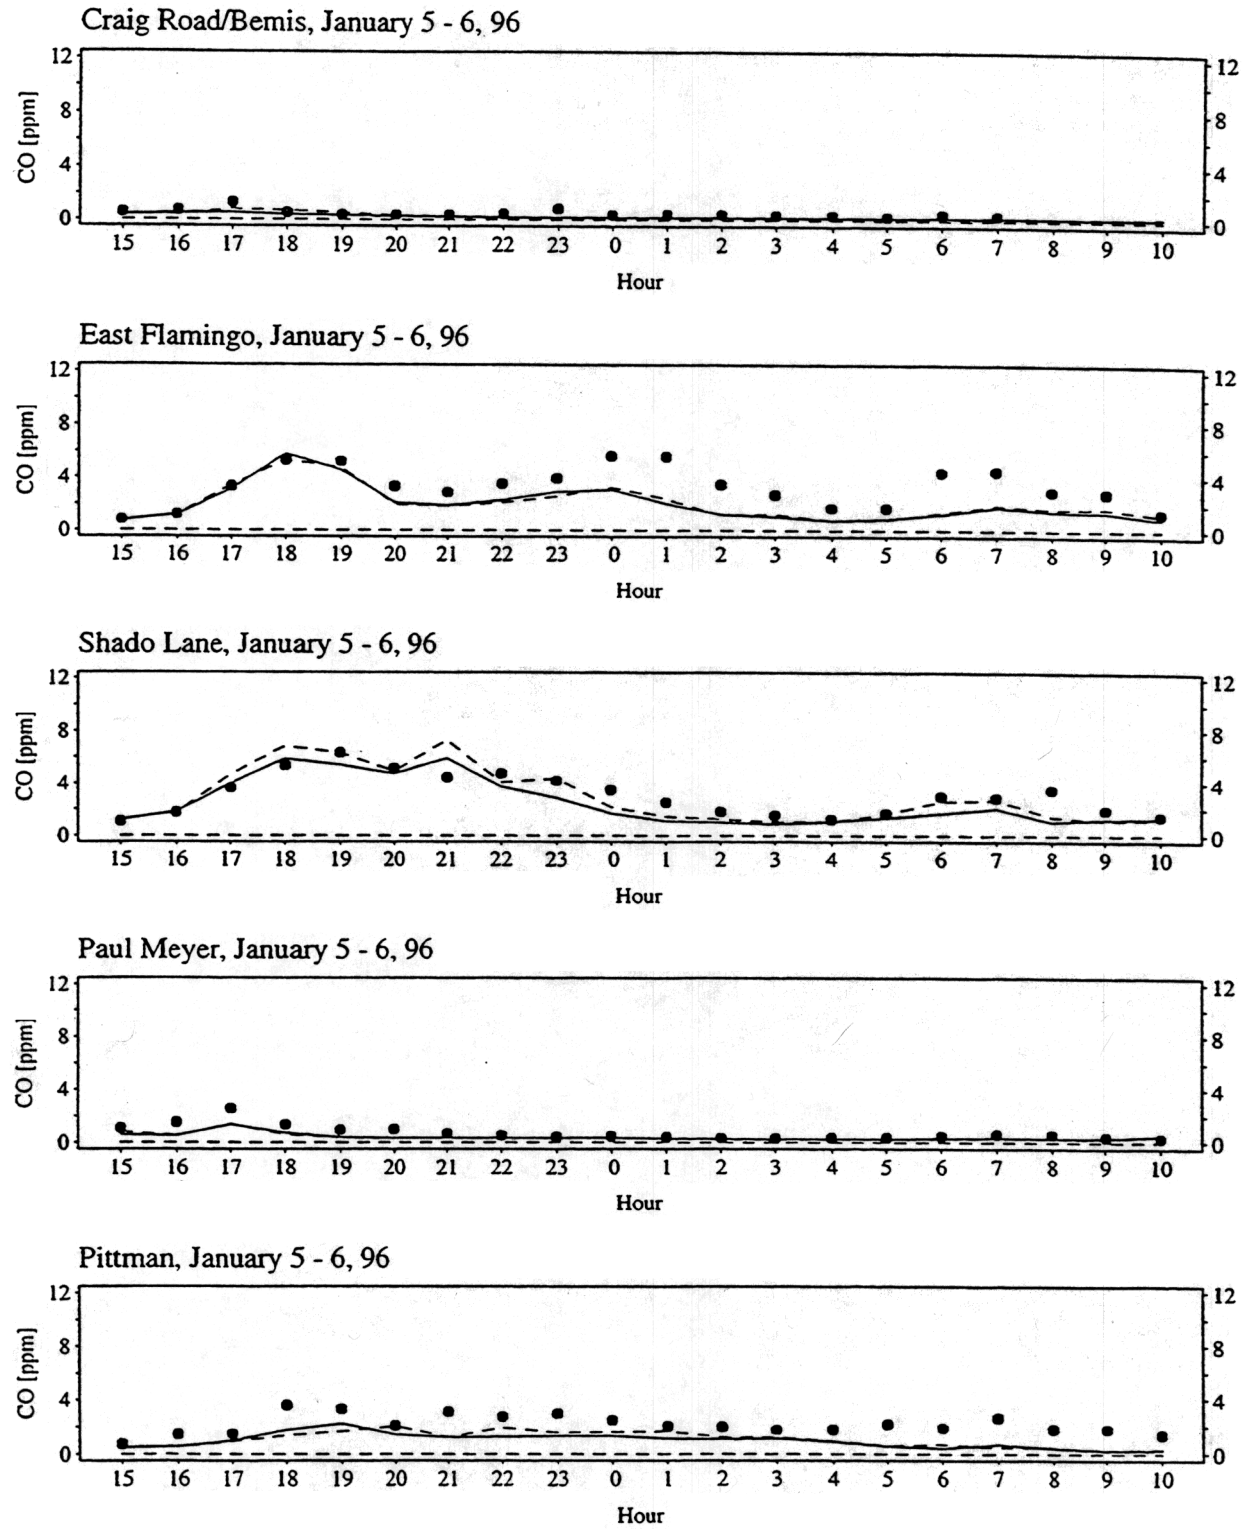 Craig Road/Bemis, January 5 - 6, 96
12 12
8 8
4 4
0 0
CO [ppm]
15 16 17 18 19 20 21 22 23 0 1 2 3 4 5 6 7 8 9 10
Hour
East Flamingo, January 5 - 6, 96
12 12
8 8
4 4
0 0
CO [ppm]
15 16 17 18 19 20 21 22 23 0 1 2 3 4 5 6 7 8 9 10
Hour
Shado Lane, January 5 - 6, 96
12 12
8 8
4 4
0 0
CO [ppm]
15 16 17 18 19 20 21 22 23 0 1 2 3 4 5 6 7 8 9 10
Hour
Paul Meyer, January 5 - 6, 96
12 12
8 8
4 4
0 0
CO [ppm]
15 16 17 18 19 20 21 22 23 0 1 2 3 4 5 6 7 8 9 10
Hour
Pittman, January 5 - 6, 96
12 12
8 8
4 4
0 0
CO [ppm]
15 16 17 18 19 20 21 22 23 0 1 2 3 4 5 6 7 8 9 10
Hour